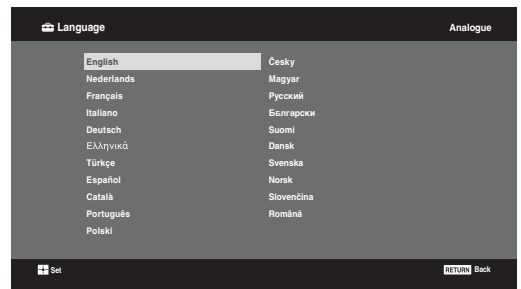 Language
Analogue
English
Nederlands
Français
Italiano
Deutsch
Ελληνικά
Türkçe
Español
Català
Português
Polski
Česky
Magyar
Русский
Български
Suomi
Dansk
Svenska
Norsk
Slovenčina
Română
Set
RETURN Back